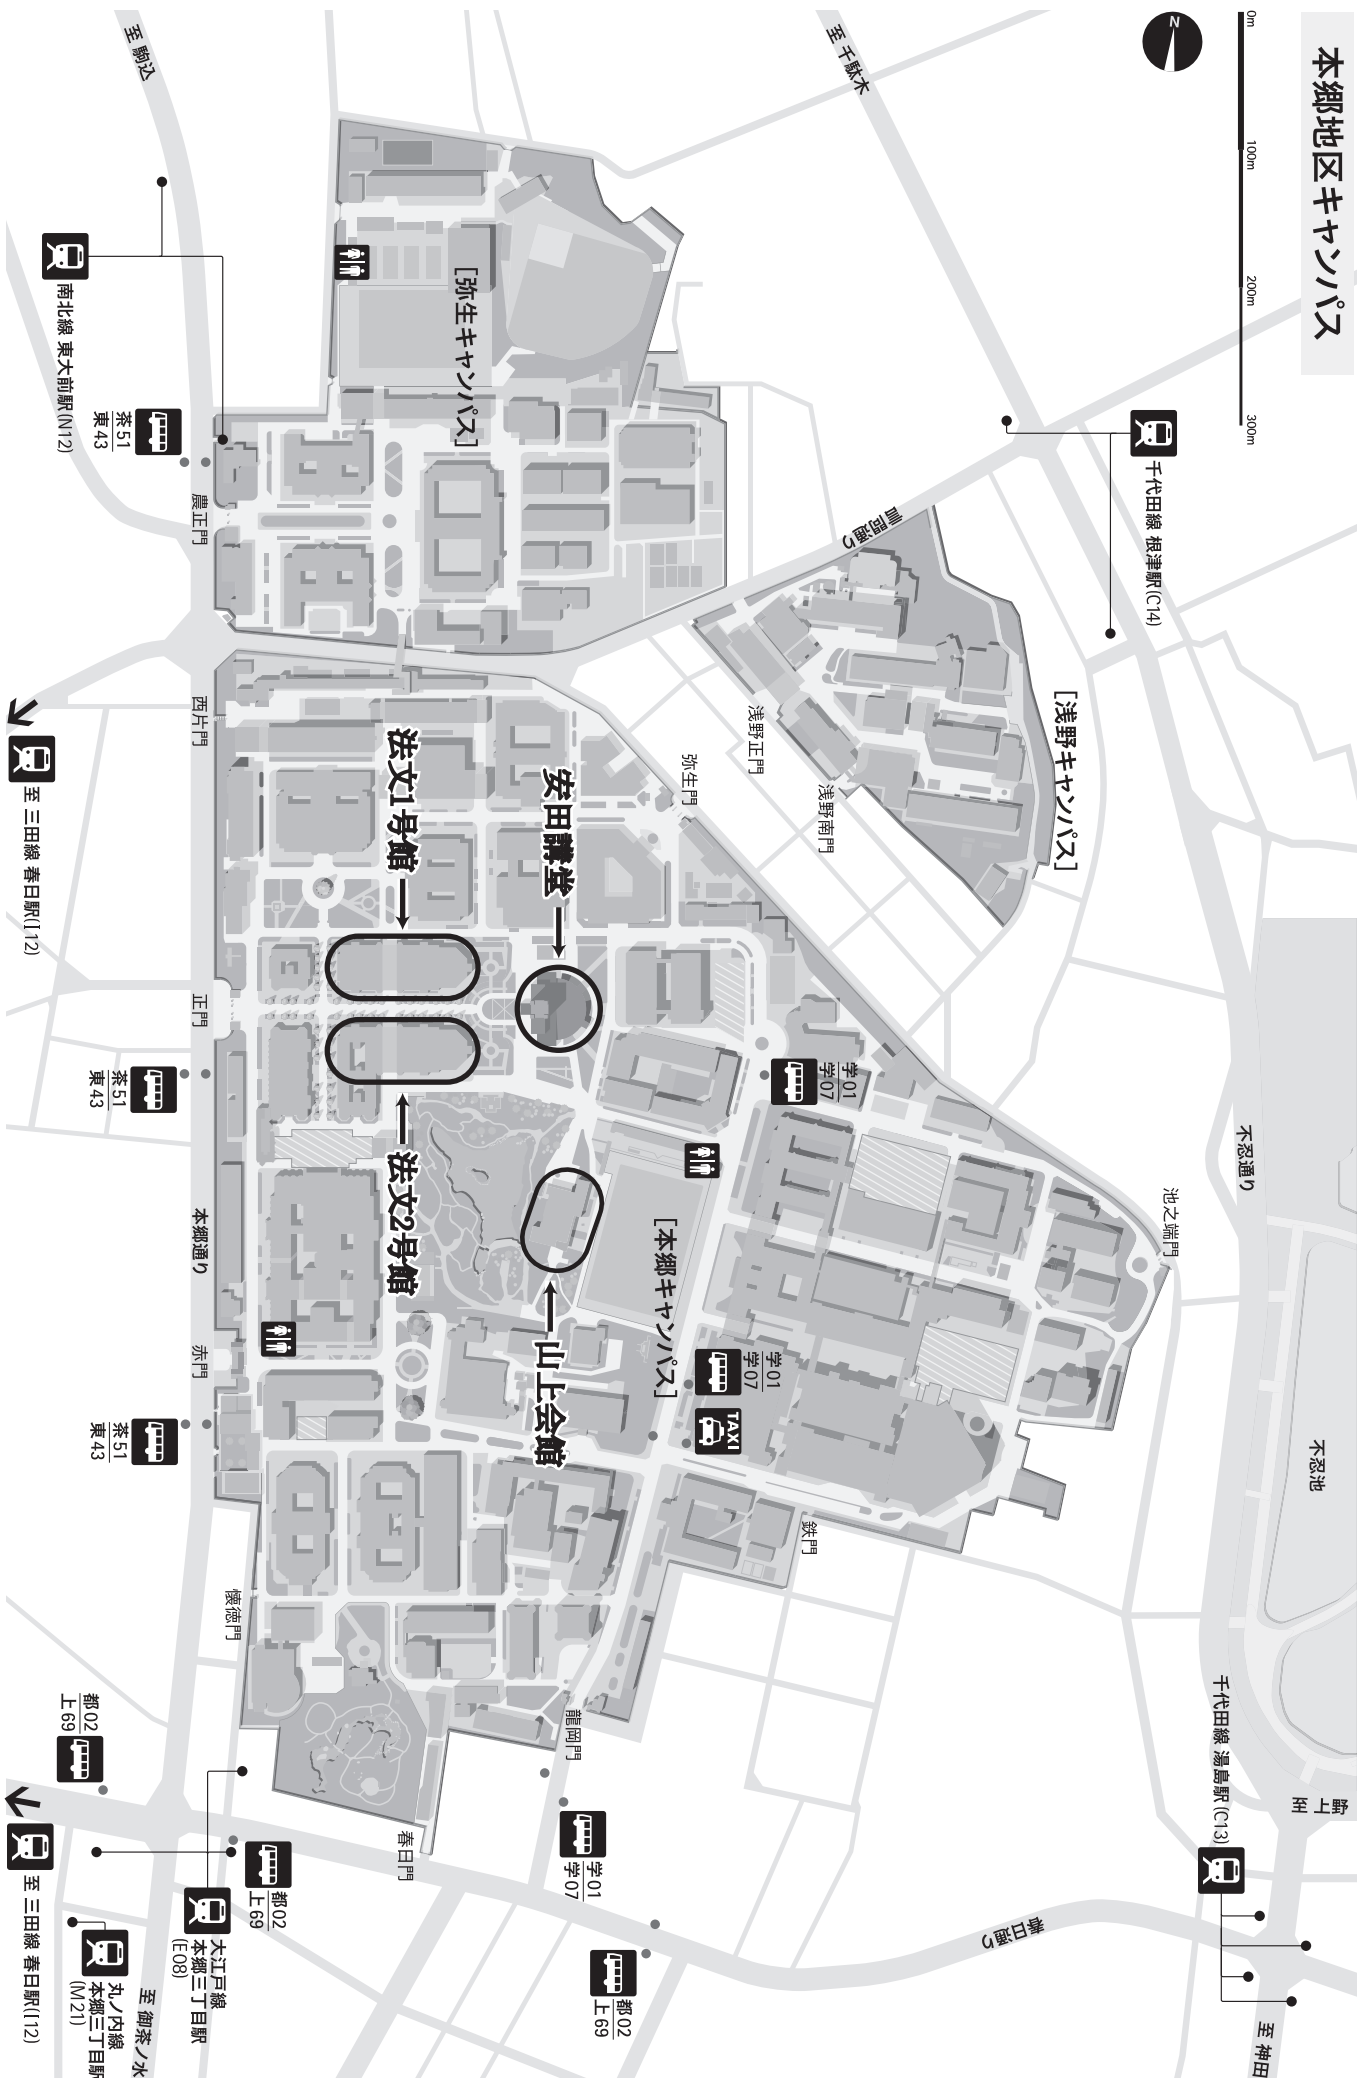 本郷地区キャンパス
0m
100m
200m
300m
N
至 駒込
至 千駄木
南北線 東大前駅(N12)
千代田線 根津駅(C14)
茶51
東43
農正門
[弥生キャンパス]
言問通り
[浅野キャンパス]
浅野正門
浅野南門
弥生門
西片門
至 三田線 春日駅(I12)
法文1号館
安田講堂
正門
茶51
東43
学01
学07
法文2号館
山上会館
[本郷キャンパス]
本郷通り
赤門
茶51
東43
学01
学07
TAXI
池之端門
不忍通り
不忍池
鉄門
懐徳門
龍岡門
春日門
都02
上69
千代田線 湯島駅(C13)
至 上野
学01
学07
都02
上69
大江戸線
本郷三丁目駅
(E08)
丸ノ内線
本郷三丁目駅
(M21)
至 三田線 春日駅(I12)
至 御茶ノ水
都02
上69
春日通り
至 神田